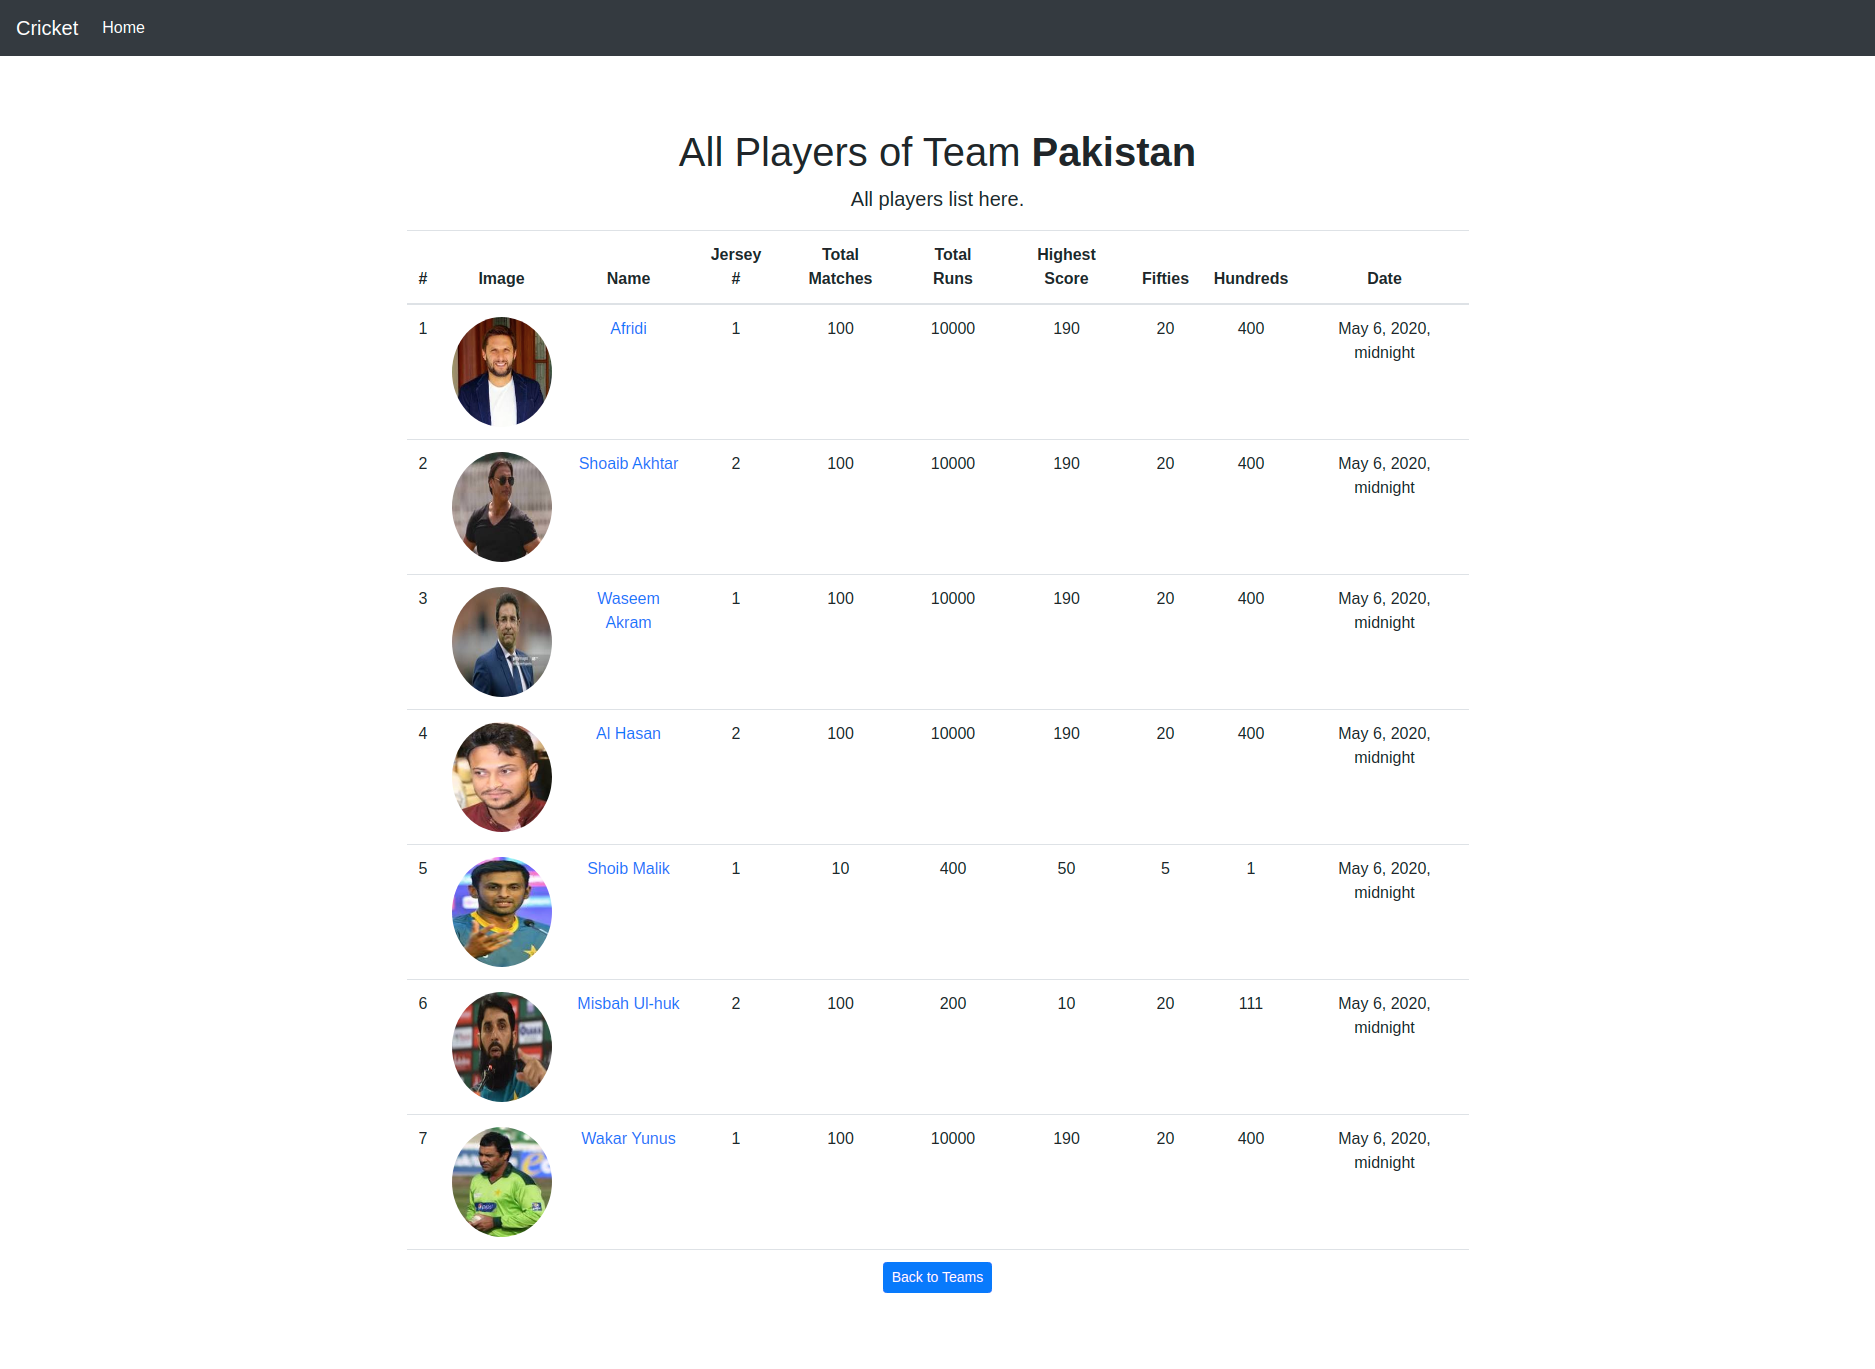 Cricket Home
All Players of Team Pakistan
All players list here.
# Image Name Jersey # Total Matches Total Runs Highest Score Fifties Hundreds Date
1 Afridi 1 100 10000 190 20 400 May 6, 2020, midnight
2 Shoaib Akhtar 2 100 10000 190 20 400 May 6, 2020, midnight
3 Waseem Akram 1 100 10000 190 20 400 May 6, 2020, midnight
4 Al Hasan 2 100 10000 190 20 400 May 6, 2020, midnight
5 Shoib Malik 1 10 400 50 5 1 May 6, 2020, midnight
6 Misbah Ul-huk 2 100 200 10 20 111 May 6, 2020, midnight
7 Wakar Yunus 1 100 10000 190 20 400 May 6, 2020, midnight
Back to Teams